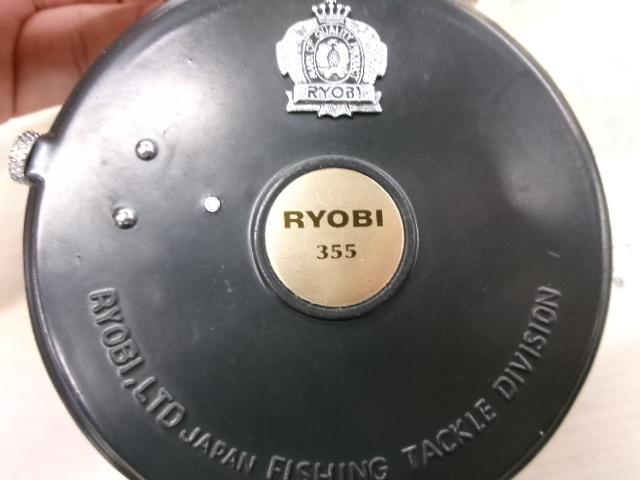 RYOBI
RYOBI
355
RYOBI, LTD JAPAN FISHING TACKLE DIVISION